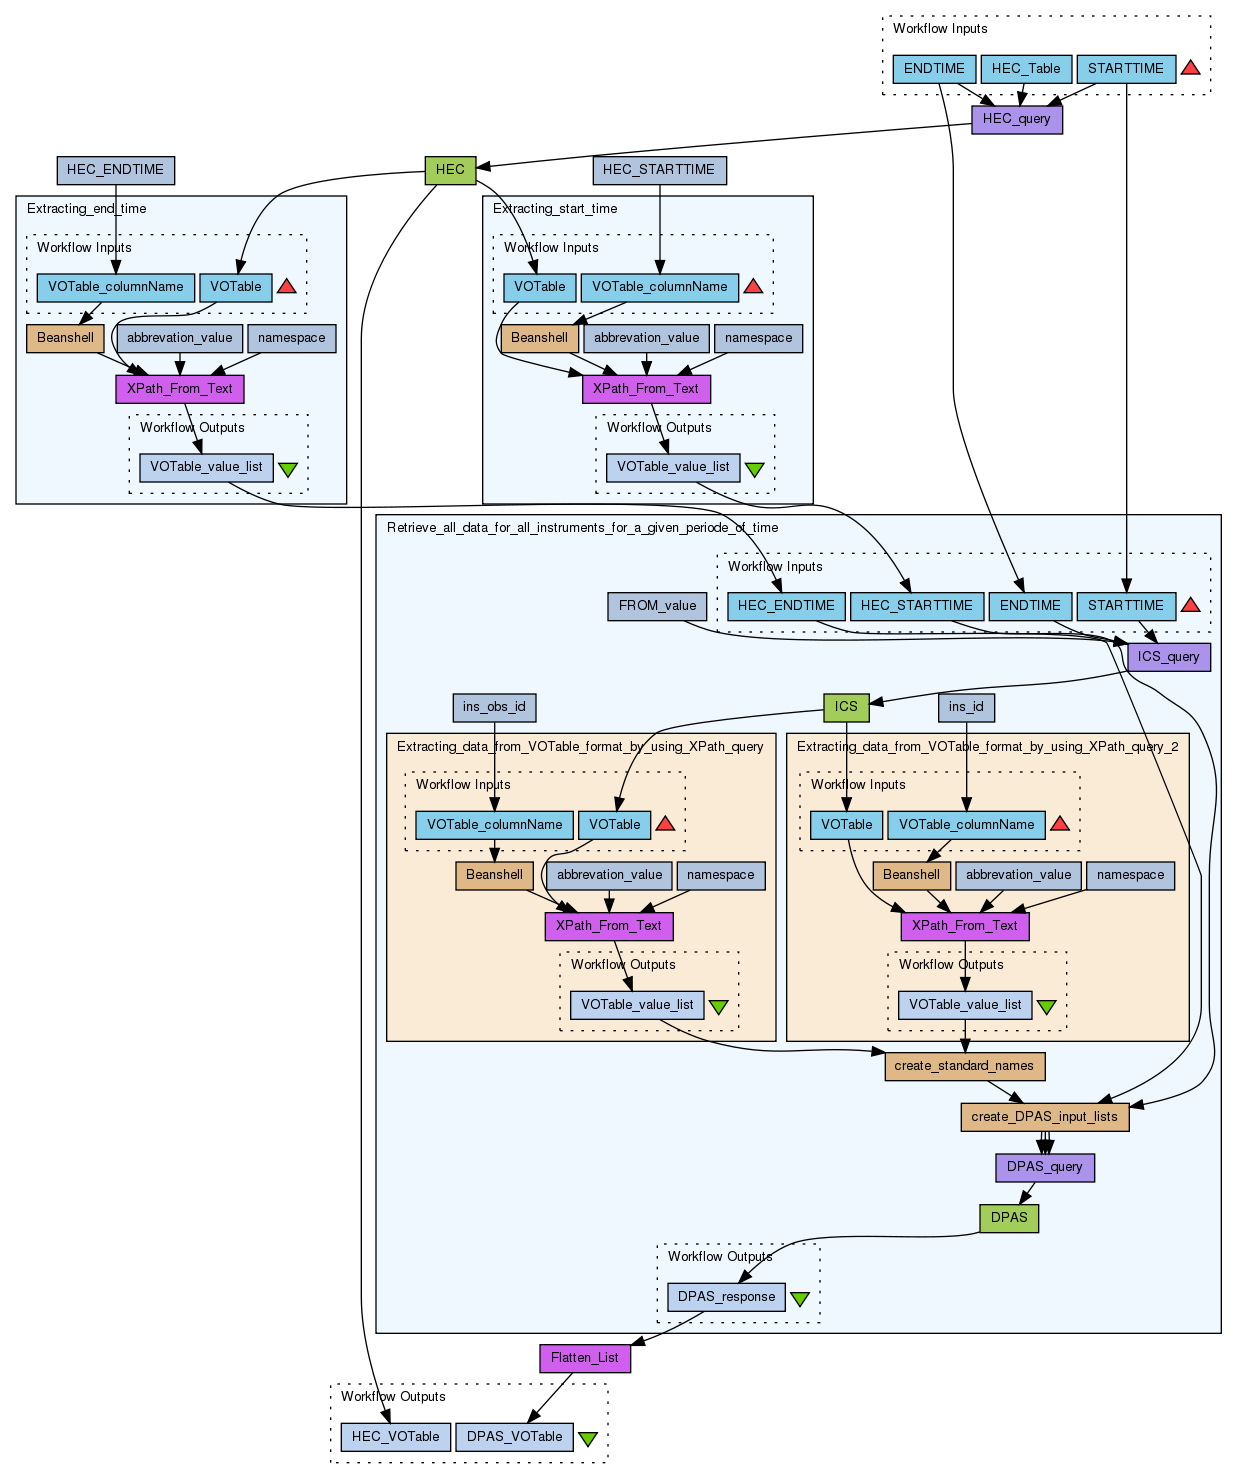 Workflow Inputs
ENDTIME
HEC_Table
STARTTIME
HEC_query
HEC_ENDTIME
HEC
HEC_STARTTIME
Extracting_end_time
Workflow Inputs
VOTable_columnName
VOTable
Beanshell
abbrevation_value
namespace
XPath_From_Text
Workflow Outputs
VOTable_value_list
Extracting_start_time
Workflow Inputs
VOTable
VOTable_columnName
Beanshell
abbrevation_value
namespace
XPath_From_Text
Workflow Outputs
VOTable_value_list
Retrieve_all_data_for_all_instruments_for_a_given_periode_of_time
Workflow Inputs
FROM_value
HEC_ENDTIME
HEC_STARTTIME
ENDTIME
STARTTIME
ICS_query
ins_obs_id
ICS
ins_id
Extracting_data_from_VOTable_format_by_using_XPath_query
Workflow Inputs
VOTable_columnName
VOTable
Beanshell
abbrevation_value
namespace
XPath_From_Text
Workflow Outputs
VOTable_value_list
Extracting_data_from_VOTable_format_by_using_XPath_query_2
Workflow Inputs
VOTable
VOTable_columnName
Beanshell
abbrevation_value
namespace
XPath_From_Text
Workflow Outputs
VOTable_value_list
create_standard_names
create_DPAS_input_lists
DPAS_query
DPAS
Workflow Outputs
DPAS_response
Flatten_List
Workflow Outputs
HEC_VOTable
DPAS_VOTable